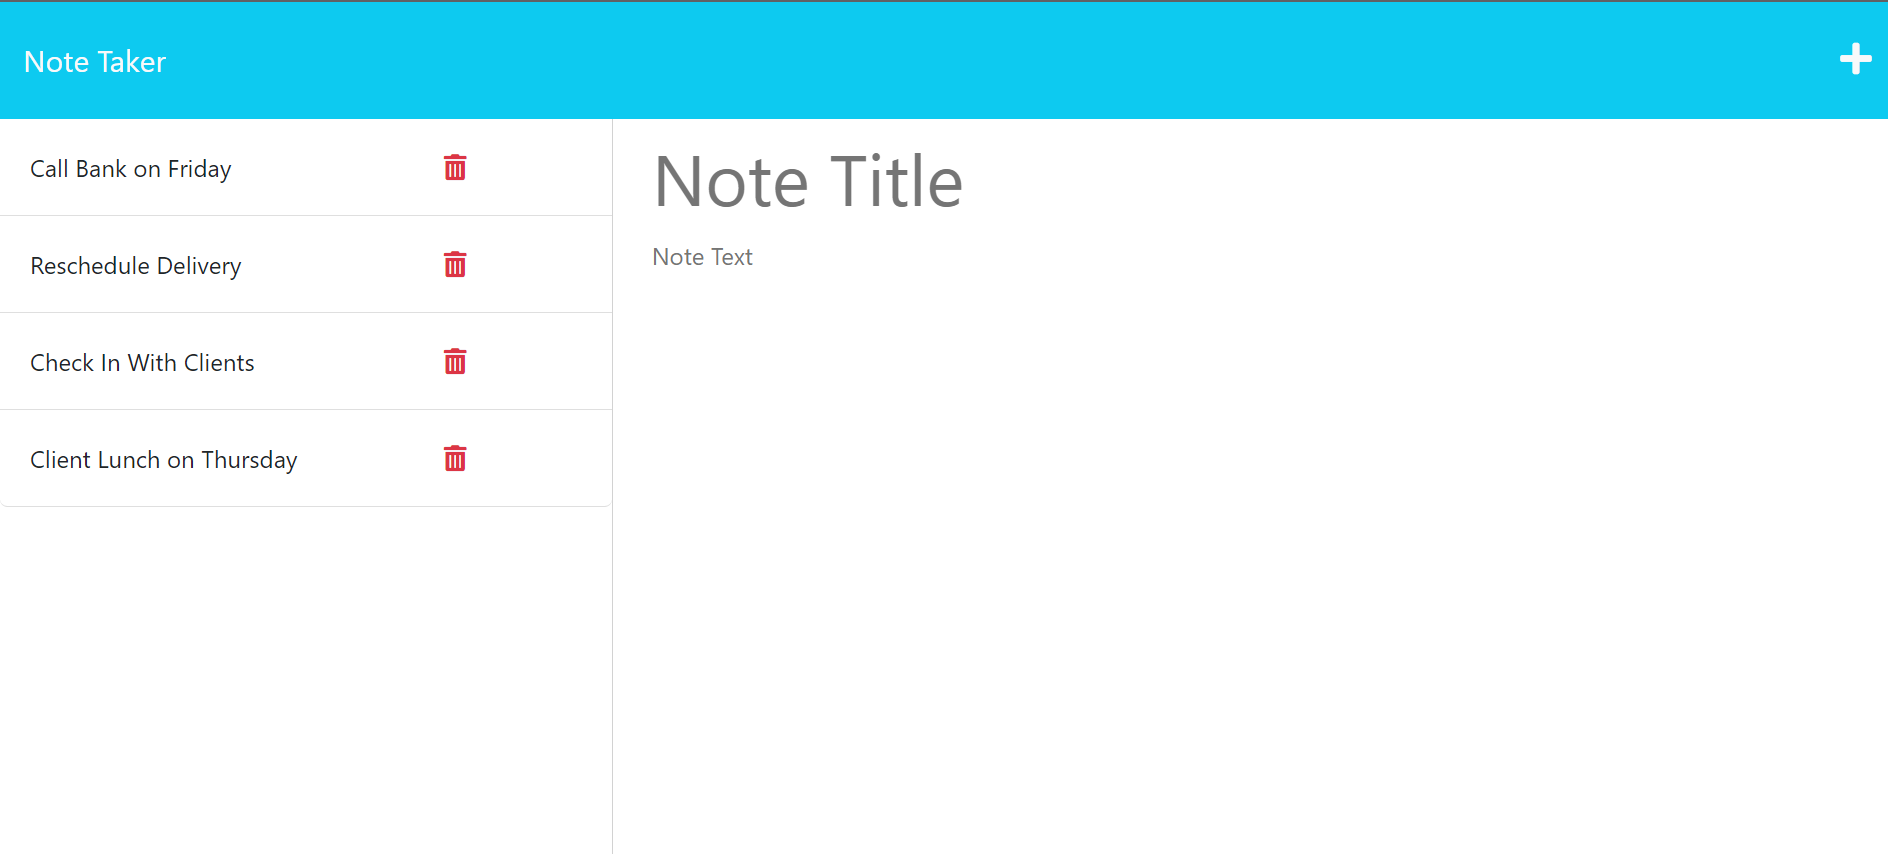 Note Taker
Call Bank on Friday
Reschedule Delivery
Check In With Clients
Client Lunch on Thursday
Note Title
Note Text